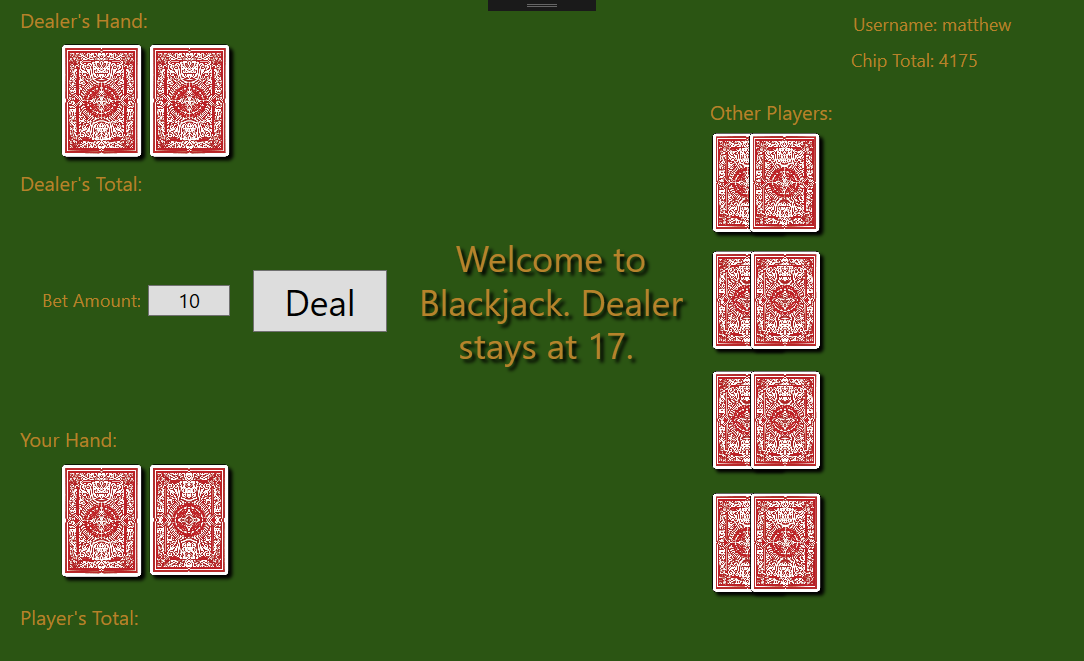 Dealer's Hand:
Username: matthew
Chip Total: 4175
Other Players:
Dealer's Total:
Bet Amount: 10
Deal
Welcome to
Blackjack. Dealer
stays at 17.
Your Hand:
Player's Total: